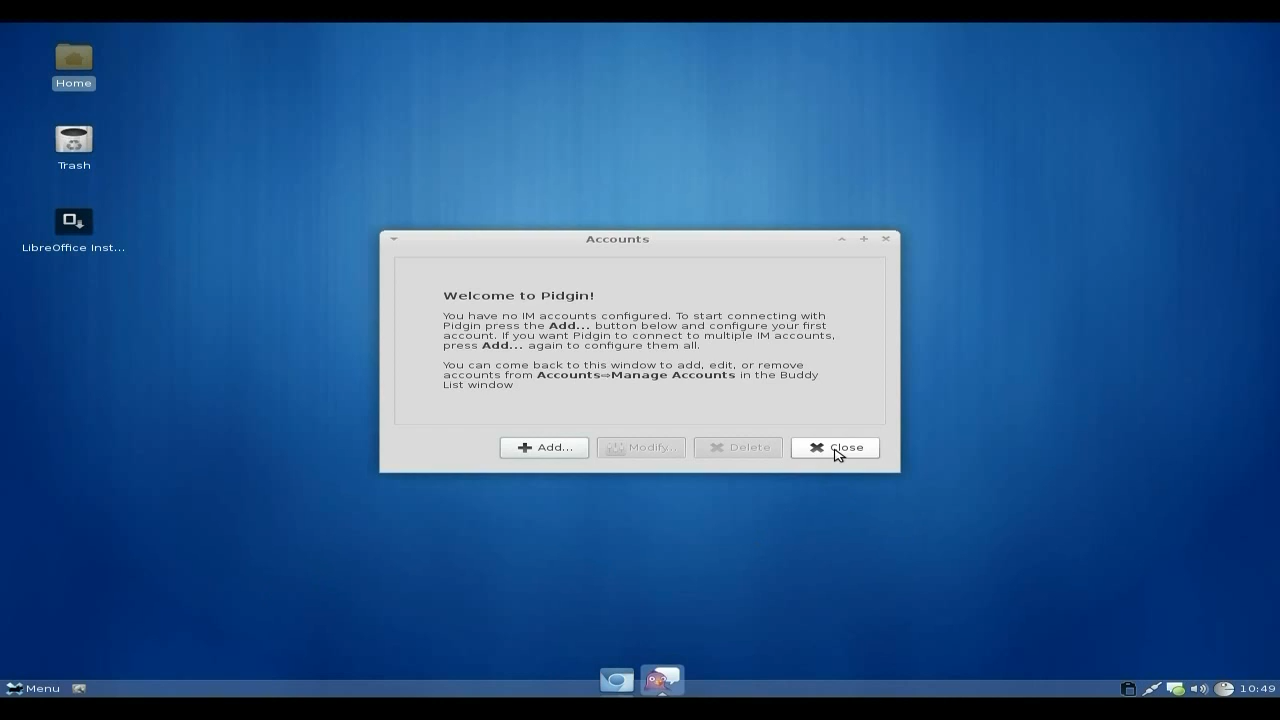 Home
Trash
LibreOffice Inst...
Accounts
Welcome to Pidgin!
You have no IM accounts configured. To start connecting with
Pidgin press the Add... button below and configure your first
account. If you want Pidgin to connect to multiple IM accounts,
press Add... again to configure them all.
You can come back to this window to add, edit, or remove
accounts from Accounts⇨Manage Accounts in the Buddy
List window
Add...
Modify...
Delete
Close
Menu
10:49